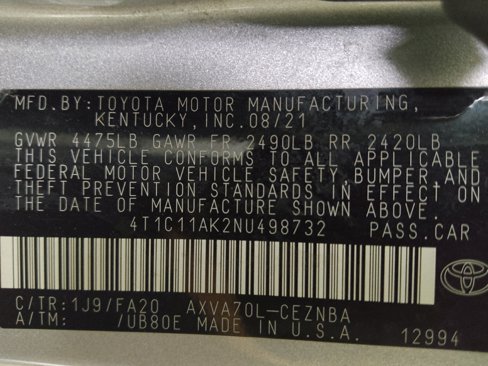 MFD.BY:TOYOTA MOTOR MANUFACTURING,
KENTUCKY, INC.08/21
GVWR 4475LB GAWR FR 2490LB RR 2420LB
THIS VEHICLE CONFORMS TO ALL APPLICABLE
FEDERAL MOTOR VEHICLE SAFETY, BUMPER AND
THEFT PREVENTION STANDARDS IN EFFECT ON
THE DATE OF MANUFACTURE SHOWN ABOVE.
4T1C11AK2NU498732 PASS.CAR
C/TR:1J9/FA20 AXVA70L-CEZNBA
A/TM: /UB80E MADE IN U.S.A. 12994